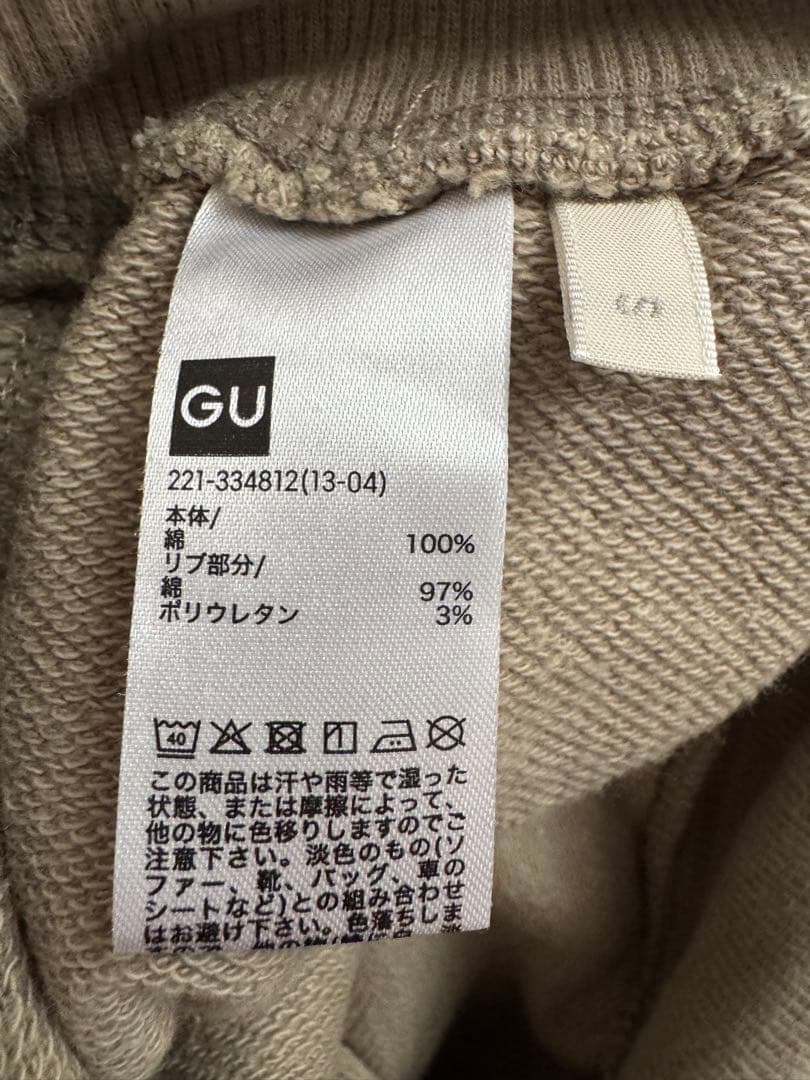 GU
221-334812(13-04)
本体/
綿 100%
リブ部分/
綿 97%
ポリウレタン 3%
40
この商品は汗や雨等で湿った
状態、または摩擦によって、
他の物に色移りしますのでご
注意下さい。淡色のもの(ソ
ファー、靴、バッグ、車の
シートなど)との組み合わせ
はお避け下さい。色落ちしま
S